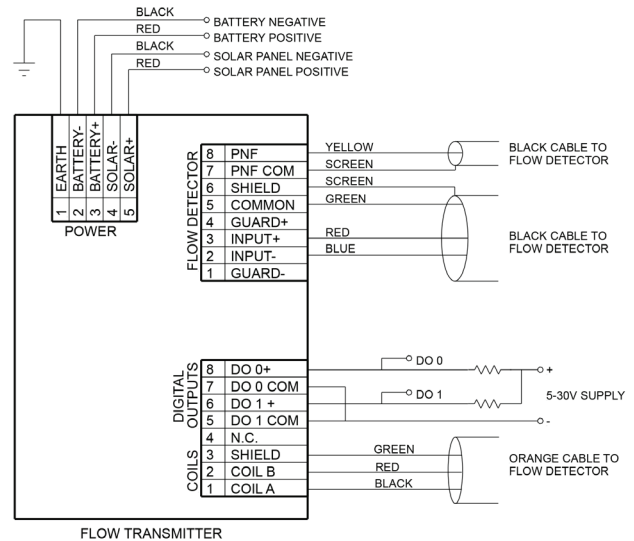 BLACK
BATTERY NEGATIVE
RED
BATTERY POSITIVE
BLACK
SOLAR PANEL NEGATIVE
RED
SOLAR PANEL POSITIVE
1 EARTH
2 BATTERY-
3 BATTERY+
4 SOLAR-
5 SOLAR+
POWER
FLOW DETECTOR
8 PNF
7 PNF COM
6 SHIELD
5 COMMON
4 GUARD+
3 INPUT+
2 INPUT-
1 GUARD-
YELLOW
SCREEN
SCREEN
GREEN
RED
BLUE
BLACK CABLE TO
FLOW DETECTOR
BLACK CABLE TO
FLOW DETECTOR
DIGITAL
OUTPUTS
COILS
8 DO 0+
7 DO 0 COM
6 DO 1 +
5 DO 1 COM
4 N.C.
3 SHIELD
2 COIL B
1 COIL A
DO 0
DO 1
+
5-30V SUPPLY
-
GREEN
RED
BLACK
ORANGE CABLE TO
FLOW DETECTOR
FLOW TRANSMITTER